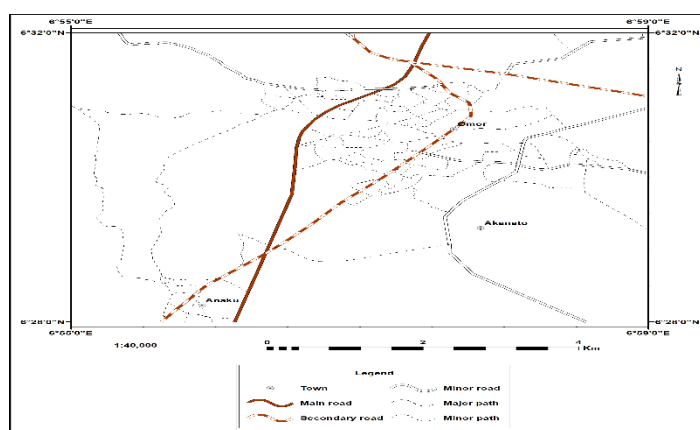 6°55'0"E 6°59'0"E
6°32'0"N 6°32'0"N
N
Omor
Akanato
Anaku
6°28'0"N 6°28'0"N
6°55'0"E 6°59'0"E
1:40,000
0 2 4
Km
Legend
Town Minor road
Main road Major path
Secondary road Minor path